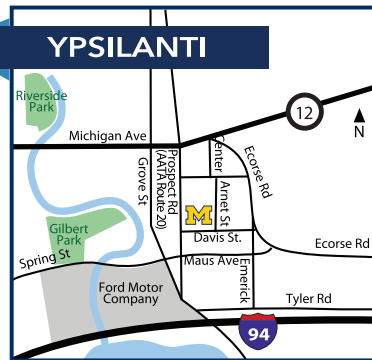 YPSILANTI
Riverside
Park
12
N
Michigan Ave
Center
Ecorse Rd
Grove St
Prospect Rd
(AATA Route 20)
Arnet St
M
Gilbert
Park
Davis St.
Ecorse Rd
Spring St
Maus Ave
Emerick
Ford Motor
Company
Tyler Rd
94